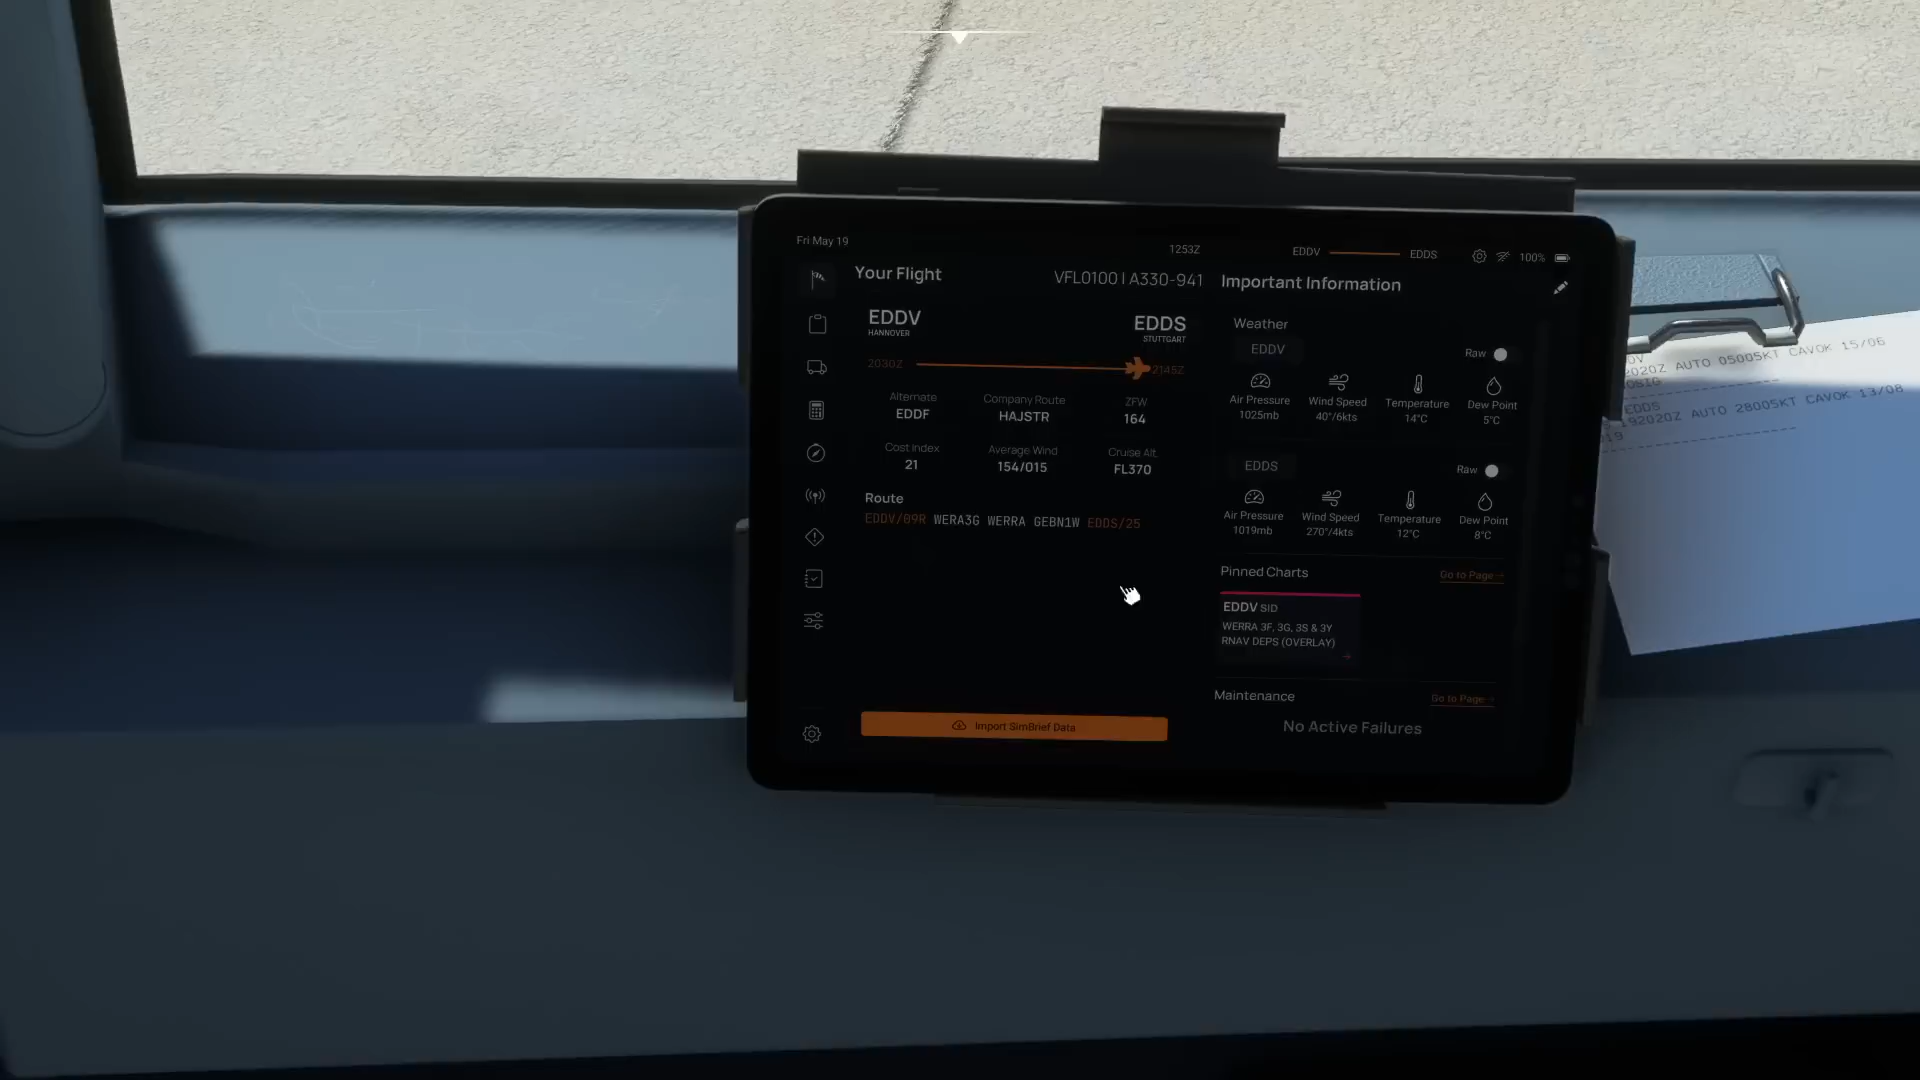 Fri May 19
1253Z
EDDV EDDS
100%
Your Flight
VFLO100 | A330-941
EDDV
HANNOVER
EDDS
STUTTGART
2030Z
2145Z
Alternate
EDDF
Company Route
HAJSTR
ZFW
164
Cost Index
21
Average Wind
154/015
Cruise Alt.
FL370
Route
EDDV/09R WERA3G WERRA GEBN1W EDDS/25
Import SimBrief Data
Important Information
Weather
EDDV
Raw
Air Pressure
1025mb
Wind Speed
40°/6kts
Temperature
14°C
Dew Point
5°C
EDDS
Raw
Air Pressure
1019mb
Wind Speed
270°/4kts
Temperature
12°C
Dew Point
8°C
Pinned Charts
Go to Page
EDDV SID
WERRA 3F, 3G, 3S & 3Y
RNAV DEPS (OVERLAY)
Maintenance
Go to Page
No Active Failures
2020Z AUTO 05005KT CAVOK 15/06
EDDS
192020Z AUTO 28005KT CAVOK 13/08